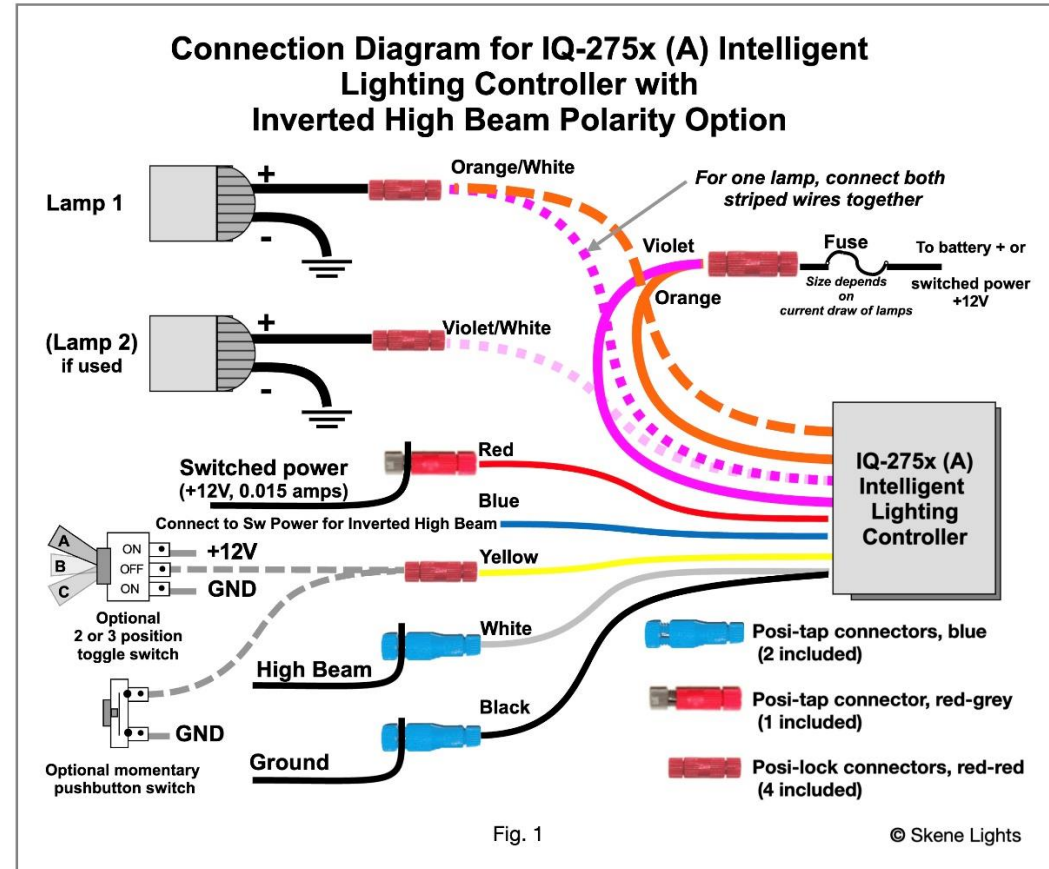 Connection Diagram for IQ-275x (A) Intelligent
Lighting Controller with
Inverted High Beam Polarity Option
Orange/White
For one lamp, connect both
striped wires together
Lamp 1
+
-
Violet
Fuse
To battery + or
switched power
+12V
Orange
Size depends
on
current draw of lamps
(Lamp 2)
if used
+
-
Violet/White
Switched power
(+12V, 0.015 amps)
Red
IQ-275x (A)
Intelligent
Lighting
Controller
Blue
Connect to Sw Power for Inverted High Beam
A
B
C
ON
OFF
ON
+12V
GND
Yellow
Optional
2 or 3 position
toggle switch
White
High Beam
Posi-tap connectors, blue
(2 included)
Black
Posi-tap connector, red-grey
(1 included)
GND
Ground
Optional momentary
pushbutton switch
Posi-lock connectors, red-red
(4 included)
Fig. 1
© Skene Lights